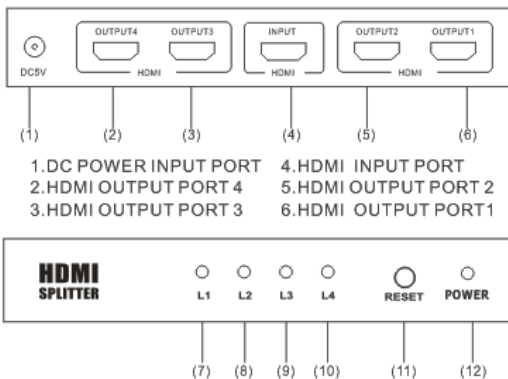 OUTPUT4 OUTPUT3 INPUT OUTPUT2 OUTPUT1
DC5V HDMI HDMI HDMI
(1) (2) (3) (4) (5) (6)
1.DC POWER INPUT PORT 4.HDMI INPUT PORT
2.HDMI OUTPUT PORT 4 5.HDMI OUTPUT PORT 2
3.HDMI OUTPUT PORT 3 6.HDMI OUTPUT PORT1
HDMI
SPLITTER
L1 L2 L3 L4 RESET POWER
(7) (8) (9) (10) (11) (12)